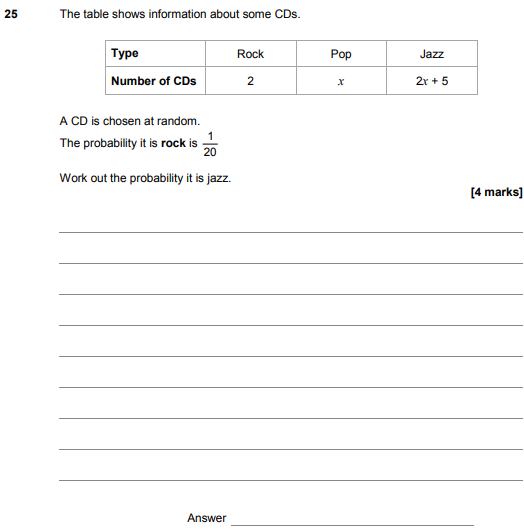 25 The table shows information about some CDs.
Type Rock Pop Jazz
Number of CDs 2 x 2x + 5
A CD is chosen at random.
The probability it is rock is 1/20
Work out the probability it is jazz.
[4 marks]
Answer